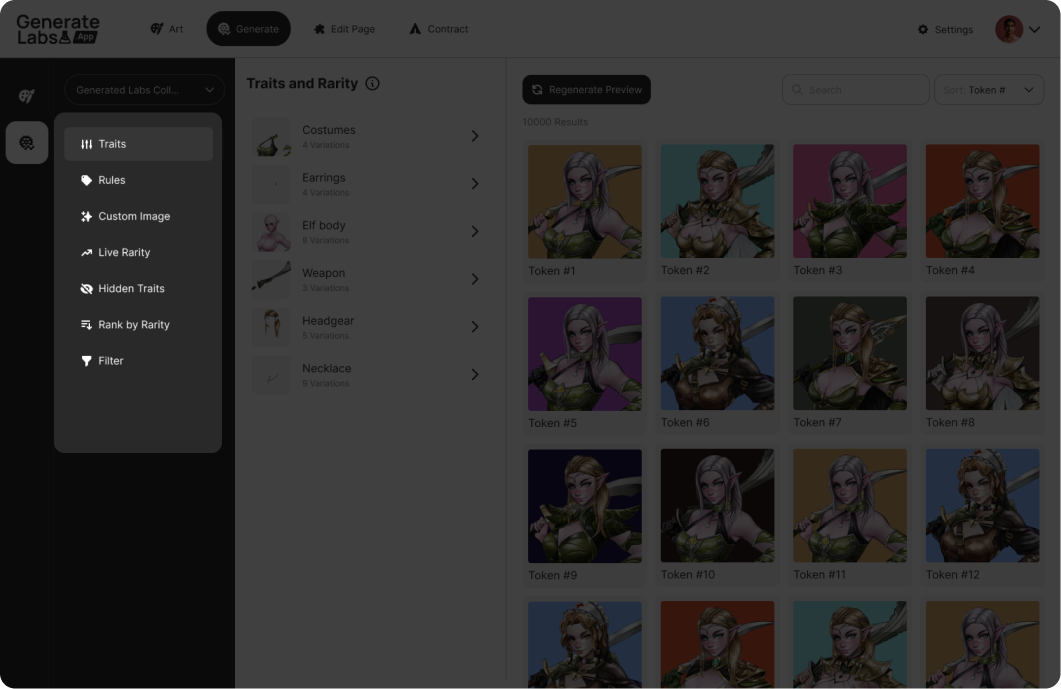 Generate
Labs App
Art
Generate
Edit Page
Contract
Settings
Generated Labs Coll...
Traits
Rules
Custom Image
Live Rarity
Hidden Traits
Rank by Rarity
Filter
Traits and Rarity
Costumes
4 Variations
Earrings
4 Variations
Elf body
8 Variations
Weapon
3 Variations
Headgear
5 Variations
Necklace
9 Variations
Regenerate Preview
Search
Sort: Token #
10000 Results
Token #1
Token #2
Token #3
Token #4
Token #5
Token #6
Token #7
Token #8
Token #9
Token #10
Token #11
Token #12